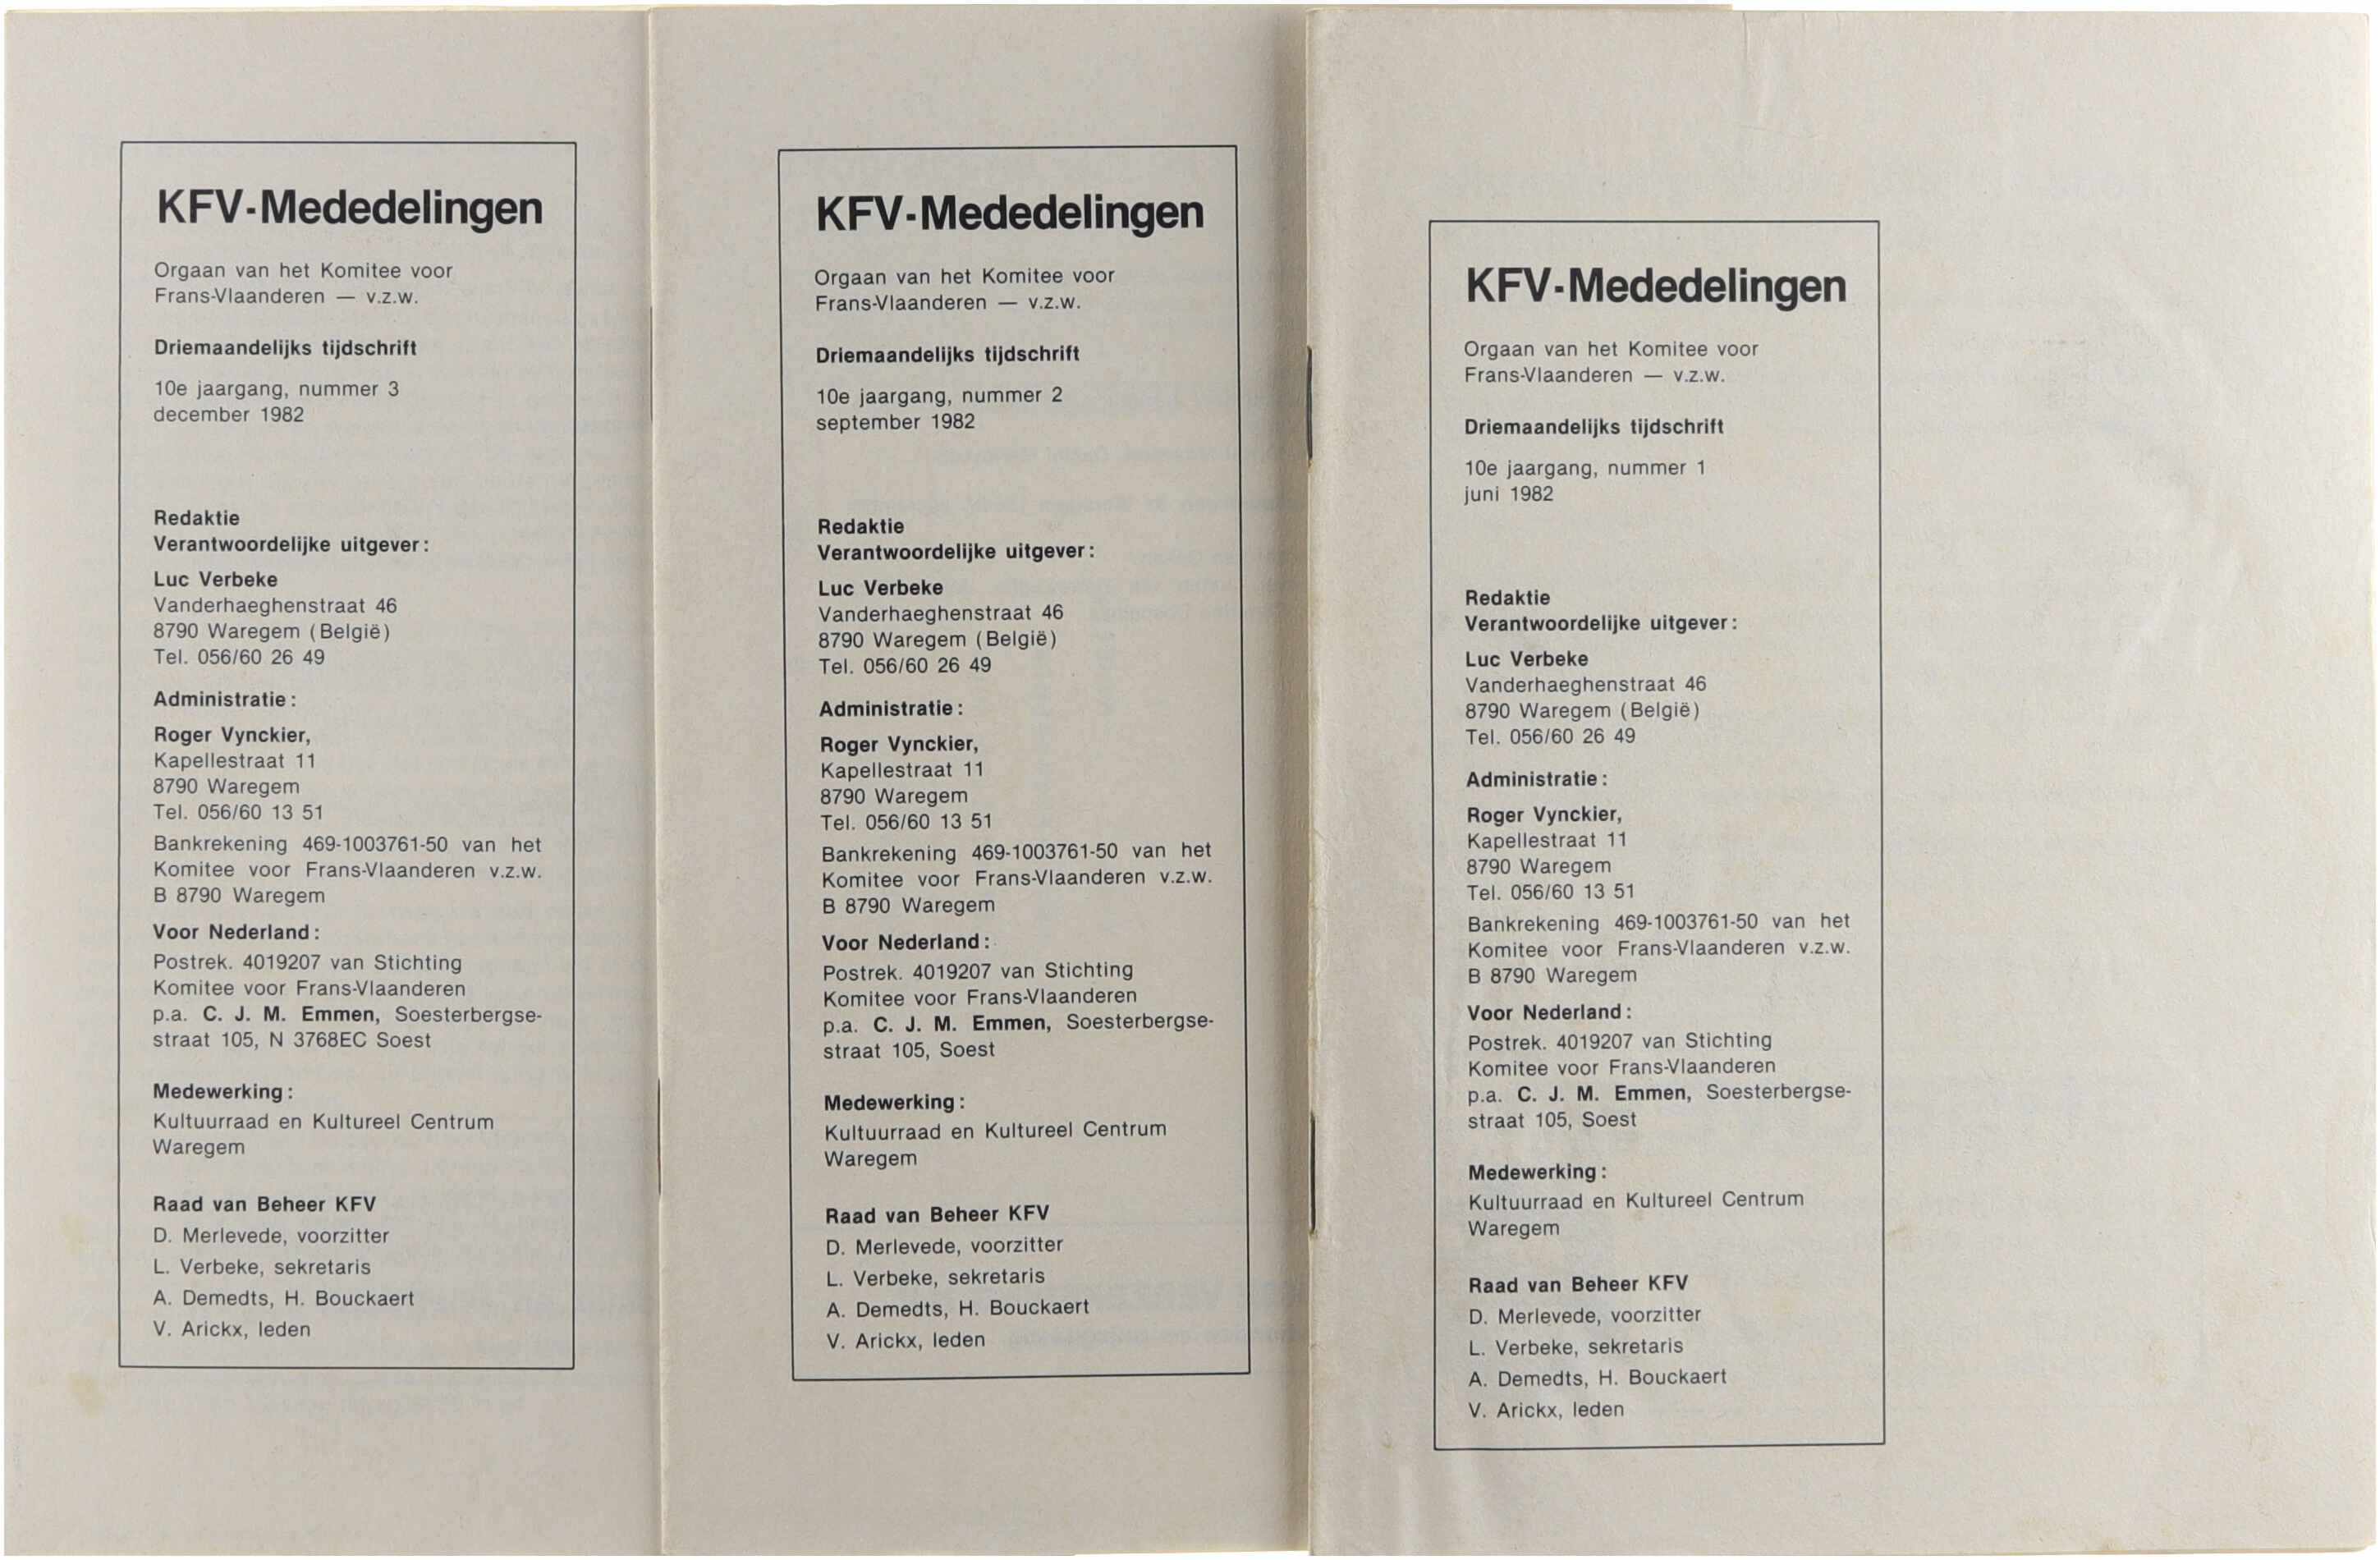 KFV-Mededelingen
Orgaan van het Komitee voor
Frans-Vlaanderen — v.z.w.
Driemaandelijks tijdschrift
10e jaargang, nummer 3
december 1982
Redaktie
Verantwoordelijke uitgever:
Luc Verbeke
Vanderhaeghenstraat 46
8790 Waregem (België)
Tel. 056/60 26 49
Administratie:
Roger Vynckier,
Kapellestraat 11
8790 Waregem
Tel. 056/60 13 51
Bankrekening 469-1003761-50 van het
Komitee voor Frans-Vlaanderen v.z.w.
B 8790 Waregem
Voor Nederland:
Postrek. 4019207 van Stichting
Komitee voor Frans-Vlaanderen
p.a. C. J. M. Emmen, Soesterbergse-
straat 105, N 3768EC Soest
Medewerking:
Kultuurraad en Kultureel Centrum
Waregem
Raad van Beheer KFV
D. Merlevede, voorzitter
L. Verbeke, sekretaris
A. Demedts, H. Bouckaert
V. Arickx, leden
KFV-Mededelingen
Orgaan van het Komitee voor
Frans-Vlaanderen — v.z.w.
Driemaandelijks tijdschrift
10e jaargang, nummer 2
september 1982
Redaktie
Verantwoordelijke uitgever:
Luc Verbeke
Vanderhaeghenstraat 46
8790 Waregem (België)
Tel. 056/60 26 49
Administratie:
Roger Vynckier,
Kapellestraat 11
8790 Waregem
Tel. 056/60 13 51
Bankrekening 469-1003761-50 van het
Komitee voor Frans-Vlaanderen v.z.w.
B 8790 Waregem
Voor Nederland:
Postrek. 4019207 van Stichting
Komitee voor Frans-Vlaanderen
p.a. C. J. M. Emmen, Soesterbergse-
straat 105, Soest
Medewerking:
Kultuurraad en Kultureel Centrum
Waregem
Raad van Beheer KFV
D. Merlevede, voorzitter
L. Verbeke, sekretaris
A. Demedts, H. Bouckaert
V. Arickx, leden
KFV-Mededelingen
Orgaan van het Komitee voor
Frans-Vlaanderen — v.z.w.
Driemaandelijks tijdschrift
10e jaargang, nummer 1
juni 1982
Redaktie
Verantwoordelijke uitgever:
Luc Verbeke
Vanderhaeghenstraat 46
8790 Waregem (België)
Tel. 056/60 26 49
Administratie:
Roger Vynckier,
Kapellestraat 11
8790 Waregem
Tel. 056/60 13 51
Bankrekening 469-1003761-50 van het
Komitee voor Frans-Vlaanderen v.z.w.
B 8790 Waregem
Voor Nederland:
Postrek. 4019207 van Stichting
Komitee voor Frans-Vlaanderen
p.a. C. J. M. Emmen, Soesterbergse-
straat 105, Soest
Medewerking:
Kultuurraad en Kultureel Centrum
Waregem
Raad van Beheer KFV
D. Merlevede, voorzitter
L. Verbeke, sekretaris
A. Demedts, H. Bouckaert
V. Arickx, leden